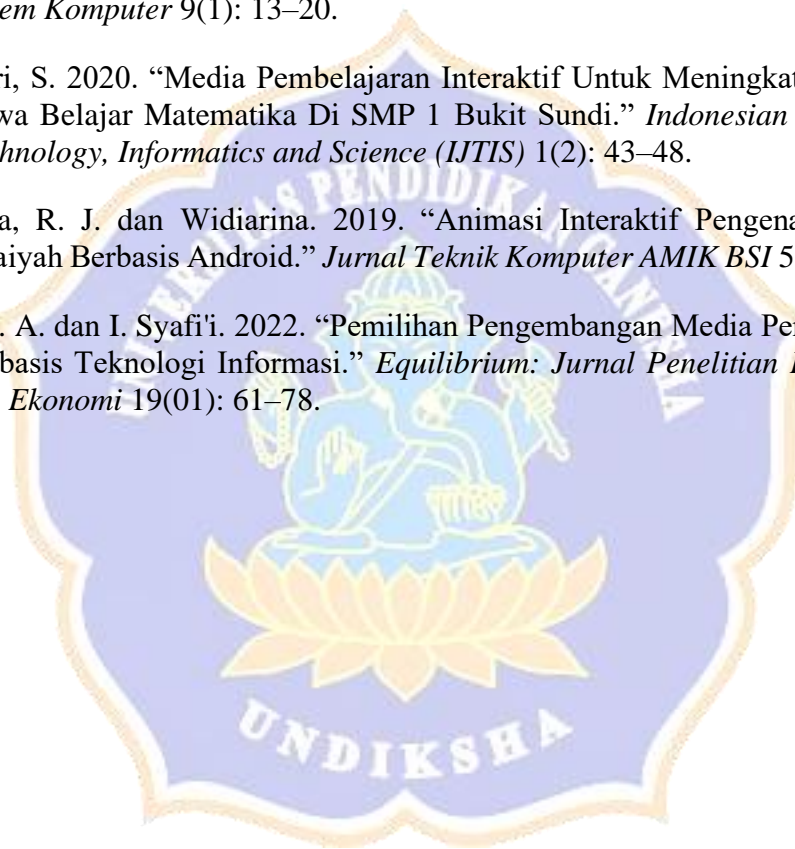 em Komputer 9(1): 13–20.
ri, S. 2020. “Media Pembelajaran Interaktif Untuk Meningkat
wa Belajar Matematika Di SMP 1 Bukit Sundi.” Indonesian
hnology, Informatics and Science (IJTIS) 1(2): 43–48.
a, R. J. dan Widiarina. 2019. “Animasi Interaktif Pengena
aiyah Berbasis Android.” Jurnal Teknik Komputer AMIK BSI 5
. A. dan I. Syafi'i. 2022. “Pemilihan Pengembangan Media Pe
basis Teknologi Informasi.” Equilibrium: Jurnal Penelitian
Ekonomi 19(01): 61–78.
UNIVERSITAS PENDIDIKAN GANESHA
UNDIKSHA